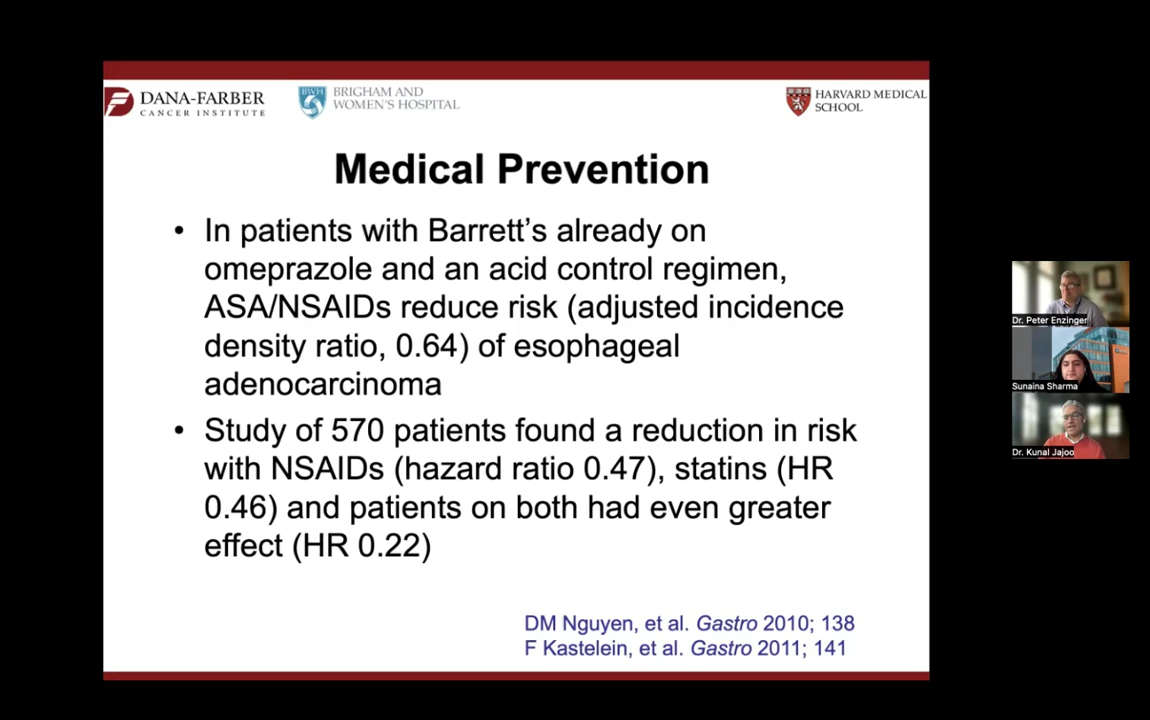 DANA-FARBER
CANCER INSTITUTE
BWH
BRIGHAM AND
WOMEN'S HOSPITAL
HARVARD MEDICAL
SCHOOL
Medical Prevention
• In patients with Barrett's already on
omeprazole and an acid control regimen,
ASA/NSAIDs reduce risk (adjusted incidence
density ratio, 0.64) of esophageal
adenocarcinoma
• Study of 570 patients found a reduction in risk
with NSAIDs (hazard ratio 0.47), statins (HR
0.46) and patients on both had even greater
effect (HR 0.22)
DM Nguyen, et al. Gastro 2010; 138
F Kastelein, et al. Gastro 2011; 141
Dr. Peter Enzinger
Sunaina Sharma
Dr. Kunal Jajoo